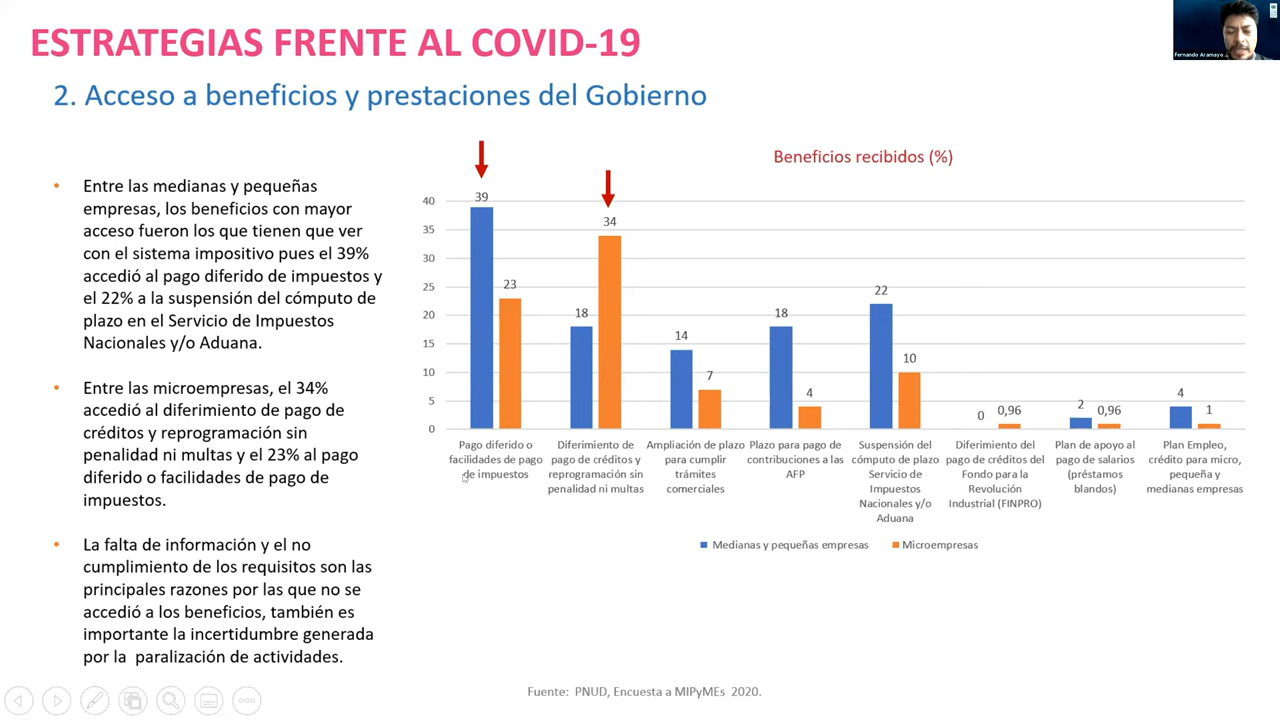 ESTRATEGIAS FRENTE AL COVID-19
2. Acceso a beneficios y prestaciones del Gobierno
• Entre las medianas y pequeñas
empresas, los beneficios con mayor
acceso fueron los que tienen que ver
con el sistema impositivo pues el 39%
accedió al pago diferido de impuestos y
el 22% a la suspensión del cómputo de
plazo en el Servicio de Impuestos
Nacionales y/o Aduana.
• Entre las microempresas, el 34%
accedió al diferimiento de pago de
créditos y reprogramación sin
penalidad ni multas y el 23% al pago
diferido o facilidades de pago de
impuestos.
• La falta de información y el no
cumplimiento de los requisitos son las
principales razones por las que no se
accedió a los beneficios, también es
importante la incertidumbre generada
por la paralización de actividades.
Beneficios recibidos (%)
40
35
30
25
20
15
10
5
0
39
23
18
34
14
7
18
4
22
10
0
0,96
2
0,96
4
1
Pago diferido o
facilidades de pago
de impuestos
Diferimiento de
pago de créditos y
reprogramación sin
penalidad ni multas
Ampliación de plazo
para cumplir
trámites
comerciales
Plazo para pago de
contribuciones a las
AFP
Suspensión del
cómputo de plazo
Servicio de
Impuestos
Nacionales y/o
Aduana
Diferimiento del
pago de créditos del
Fondo para la
Revolución
Industrial (FINPRO)
Plan de apoyo al
pago de salarios
(préstamos
blandos)
Plan Empleo,
crédito para micro,
pequeña y
medianas empresas
Medianas y pequeñas empresas
Microempresas
Fuente: PNUD, Encuesta a MIPyMEs 2020.
Fernando Aramayo